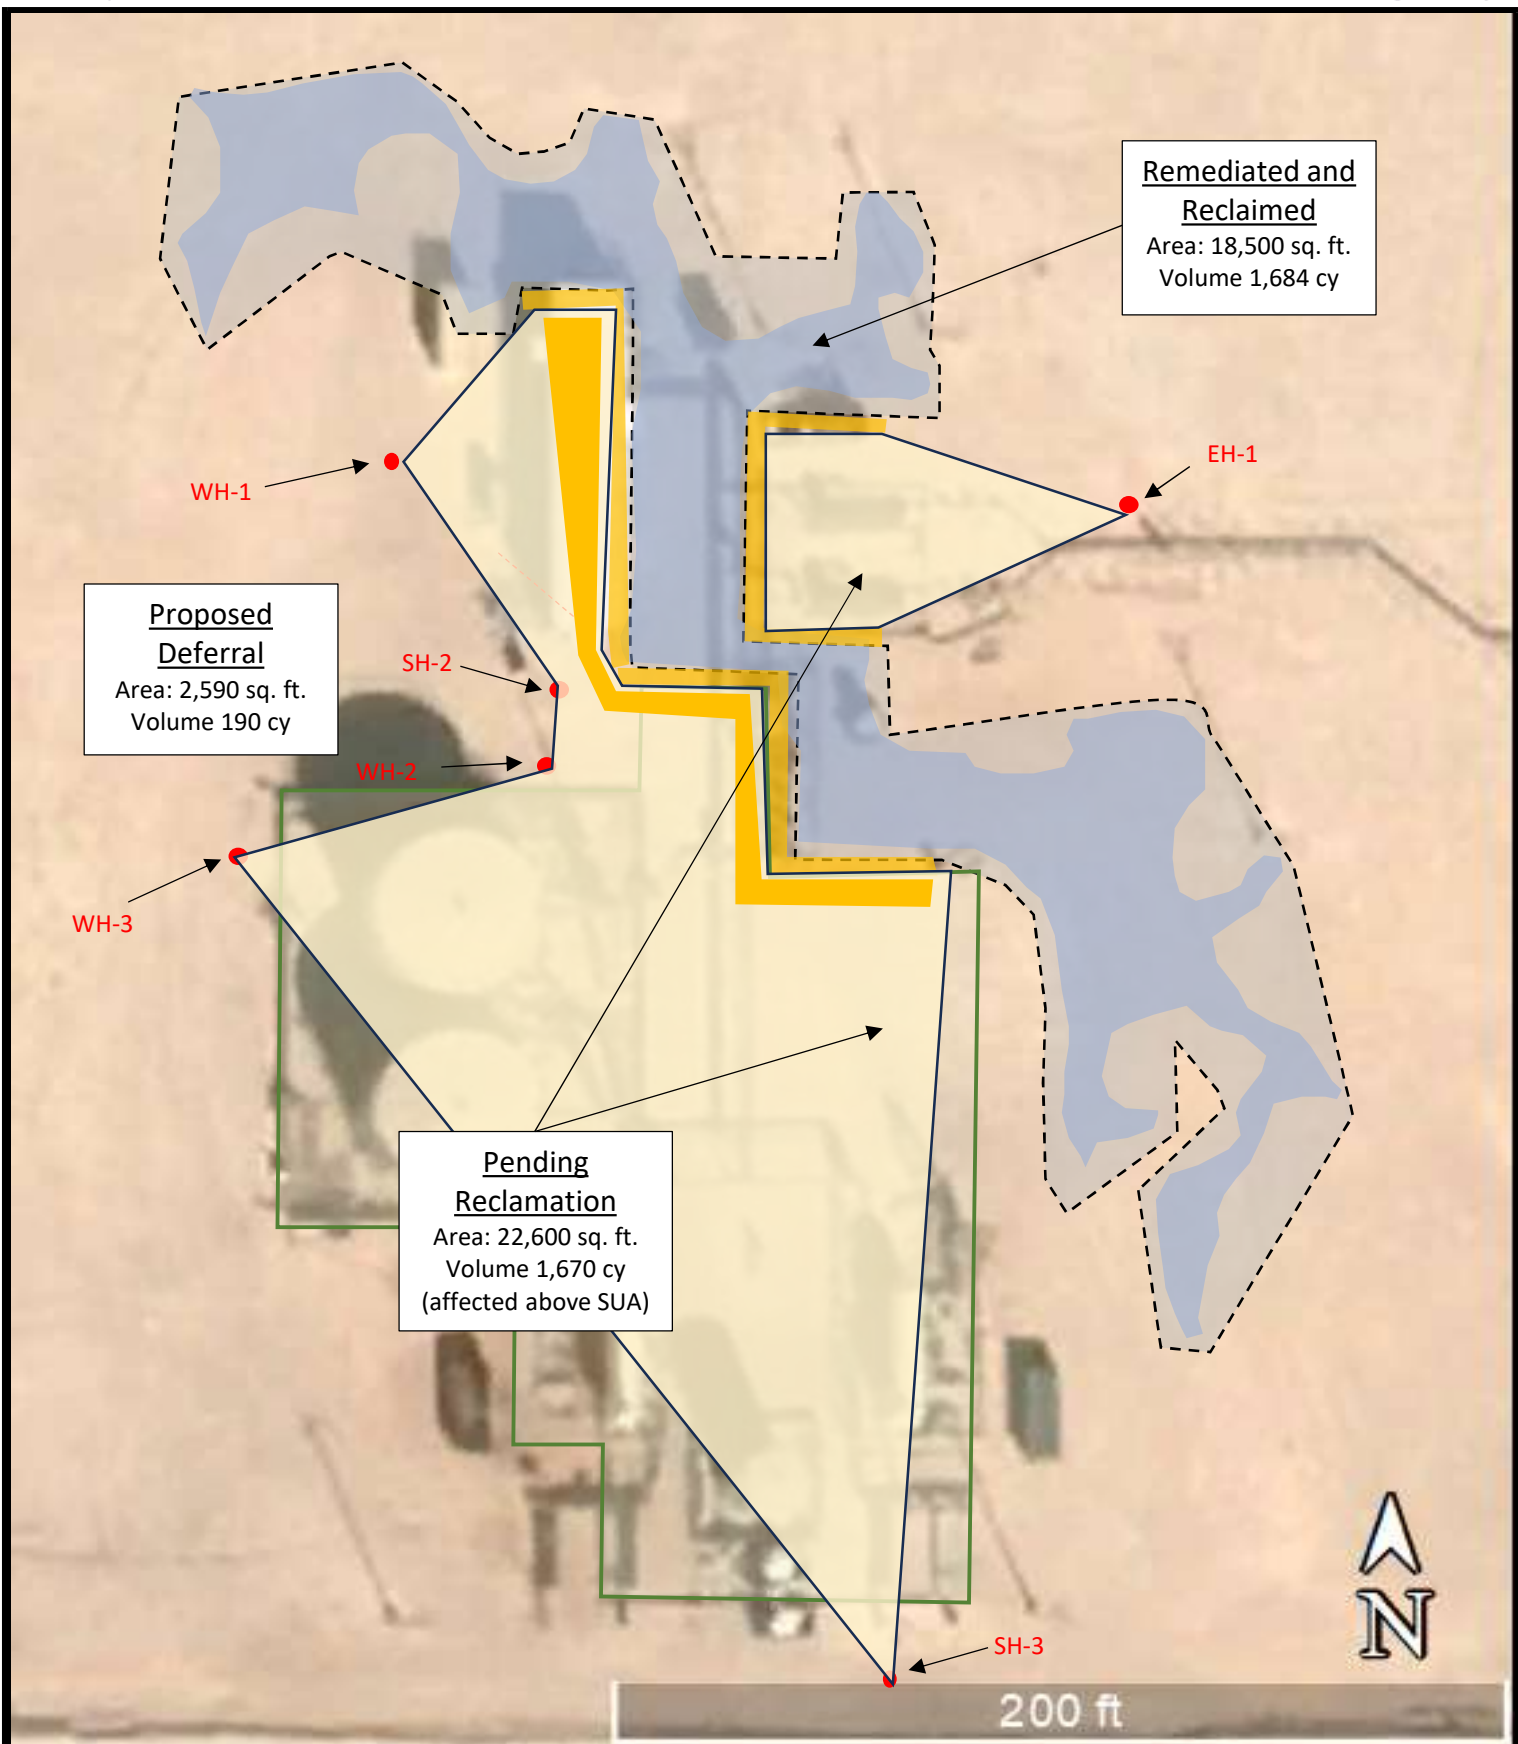 Remediated and
Reclaimed
Area: 18,500 sq. ft.
Volume 1,684 cy
EH-1
WH-1
Proposed
Deferral
Area: 2,590 sq. ft.
Volume 190 cy
SH-2
WH-2
WH-3
Pending
Reclamation
Area: 22,600 sq. ft.
Volume 1,670 cy
(affected above SUA)
N
SH-3
200 ft